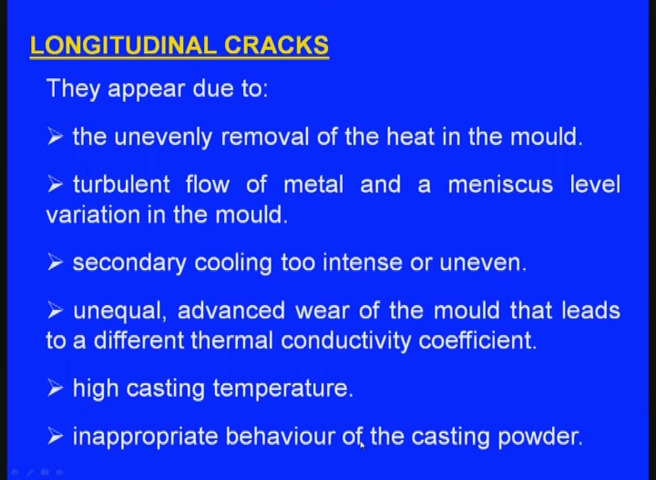 LONGITUDINAL CRACKS
They appear due to:
➢ the unevenly removal of the heat in the mould.
➢ turbulent flow of metal and a meniscus level
variation in the mould.
➢ secondary cooling too intense or uneven.
➢ unequal, advanced wear of the mould that leads
to a different thermal conductivity coefficient.
➢ high casting temperature.
➢ inappropriate behaviour of the casting powder.